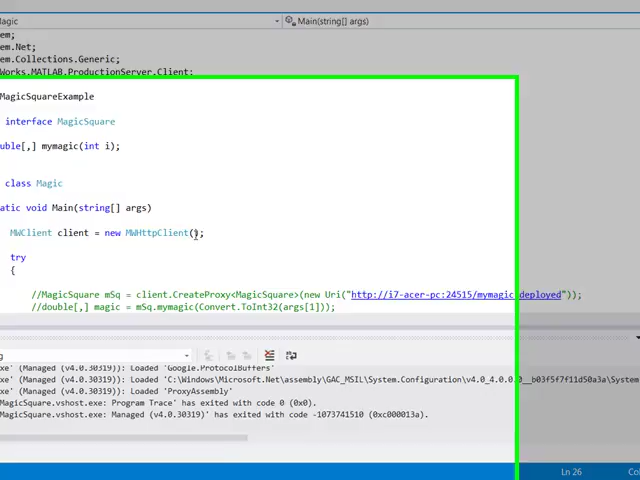 Magic Main(string[] args)
em;
em.Net;
em.Collections.Generic;
Works.MATLAB.ProductionServer.Client;
MagicSquareExample
interface MagicSquare
uble[,] mymagic(int i);
class Magic
atic void Main(string[] args)
MWClient client = new MWHttpClient();
try
{
//MagicSquare mSq = client.CreateProxy<MagicSquare>(new Uri("http://i7-acer-pc:24515/mymagic_deployed"));
//double[,] magic = mSq.mymagic(Convert.ToInt32(args[1]));
g
xe' (Managed (v4.0.30319)): Loaded 'Google.ProtocolBuffers'
xe' (Managed (v4.0.30319)): Loaded 'C:\Windows\Microsoft.Net\assembly\GAC_MSIL\System.Configuration\v4.0_4.0.0.0__b03f5f7f11d50a3a\System
xe' (Managed (v4.0.30319)): Loaded 'ProxyAssembly'
MagicSquare.vshost.exe: Program Trace' has exited with code 0 (0x0).
MagicSquare.vshost.exe: Managed (v4.0.30319)' has exited with code -1073741510 (0xc000013a).
Ln 26 Col